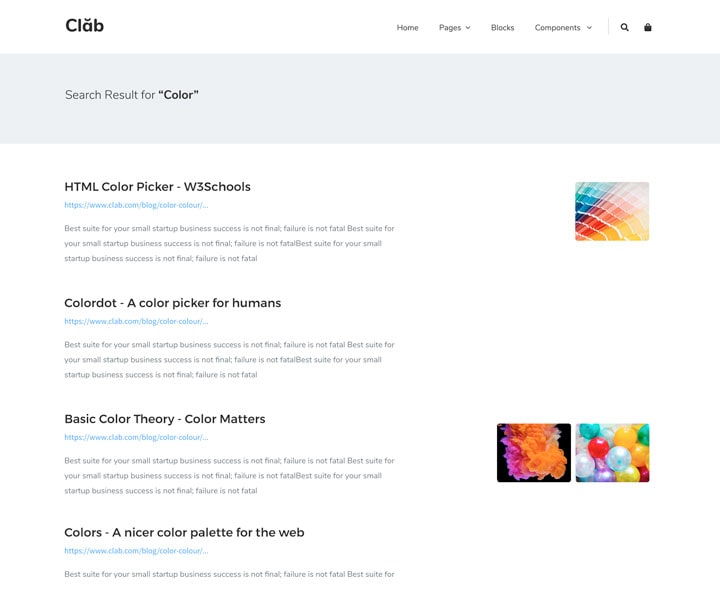 Clăb
Home Pages Blocks Components
Search Result for “Color”
HTML Color Picker - W3Schools
https://www.clab.com/blog/color-colour/...
Best suite for your small startup business success is not final; failure is not fatal Best suite for
your small startup business success is not final; failure is not fatalBest suite for your small
startup business success is not final; failure is not fatal
Colordot - A color picker for humans
https://www.clab.com/blog/color-colour/...
Best suite for your small startup business success is not final; failure is not fatal Best suite for
your small startup business success is not final; failure is not fatalBest suite for your small
startup business success is not final; failure is not fatal
Basic Color Theory - Color Matters
https://www.clab.com/blog/color-colour/...
Best suite for your small startup business success is not final; failure is not fatal Best suite for
your small startup business success is not final; failure is not fatalBest suite for your small
startup business success is not final; failure is not fatal
Colors - A nicer color palette for the web
https://www.clab.com/blog/color-colour/...
Best suite for your small startup business success is not final; failure is not fatal Best suite for